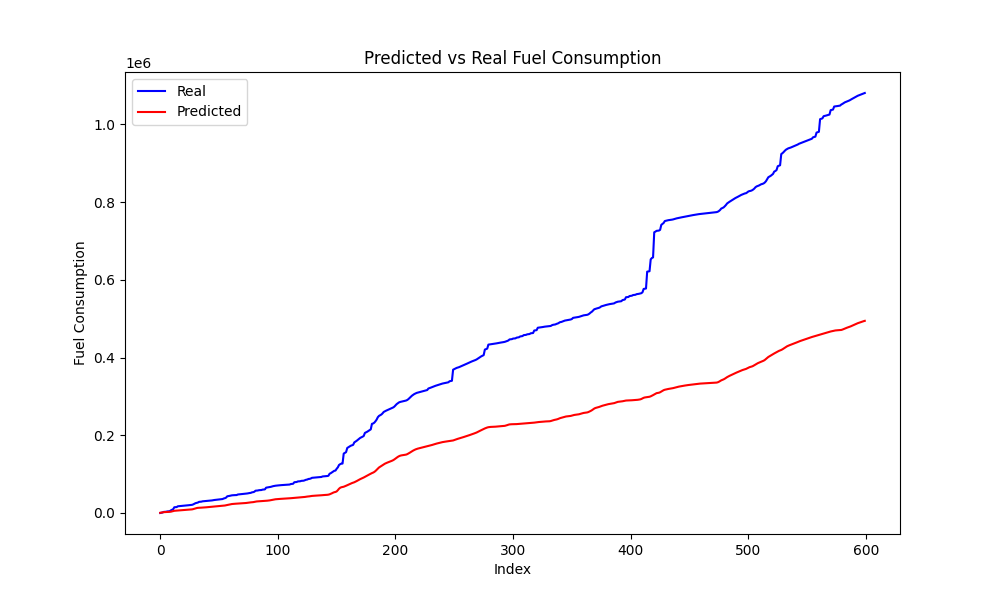 Predicted vs Real Fuel Consumption
1e6
Real
Predicted
1.0
0.8
0.6
0.4
0.2
0.0
Fuel Consumption
0 100 200 300 400 500 600
Index